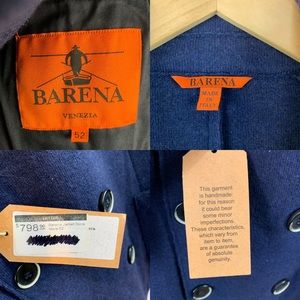 BARENA
VENEZIA
52
BARENA
MADE
IN
ITALY
$798
This garment is
handmade:
for this reason
it could bear
some minor
imperfections.
These
characteristics,
which vary from
item to item,
are a guarantee
of absolute
genuinity.